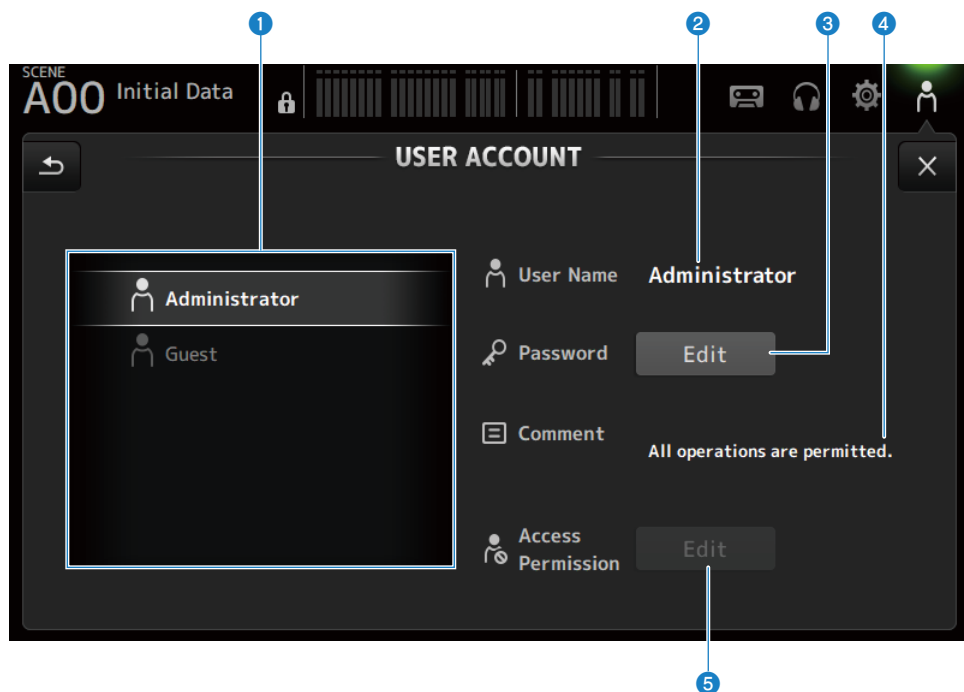 1 2 3 4
SCENE
A00 Initial Data
USER ACCOUNT
Administrator
Guest
User Name Administrator
Password Edit
Comment
All operations are permitted.
Access
Permission Edit
5